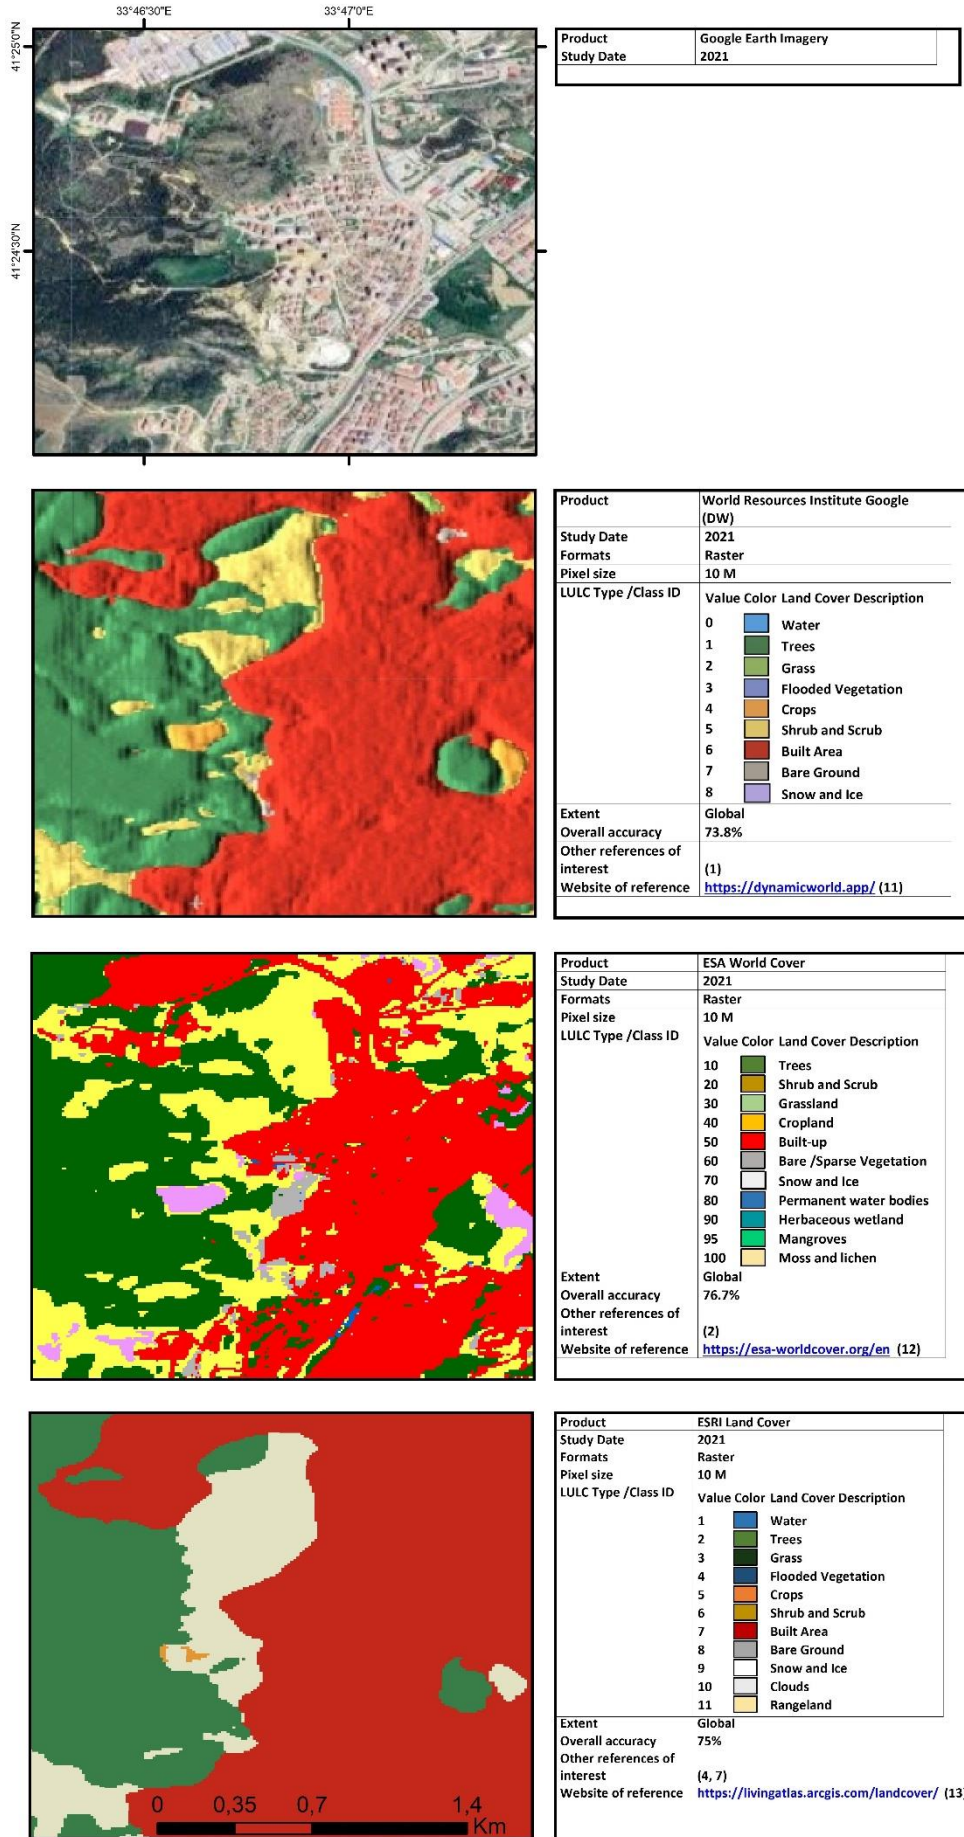 33°46'30"E 33°47'0"E
41°25'0"N
41°24'30"N
Product Google Earth Imagery
Study Date 2021
Product World Resources Institute Google
(DW)
Study Date 2021
Formats Raster
Pixel size 10 M
LULC Type /Class ID
Value Color Land Cover Description
0 Water
1 Trees
2 Grass
3 Flooded Vegetation
4 Crops
5 Shrub and Scrub
6 Built Area
7 Bare Ground
8 Snow and Ice
Extent Global
Overall accuracy 73.8%
Other references of
interest (1)
Website of reference https://dynamicworld.app/ (11)
Product ESA World Cover
Study Date 2021
Formats Raster
Pixel size 10 M
LULC Type /Class ID
Value Color Land Cover Description
10 Trees
20 Shrub and Scrub
30 Grassland
40 Cropland
50 Built-up
60 Bare /Sparse Vegetation
70 Snow and Ice
80 Permanent water bodies
90 Herbaceous wetland
95 Mangroves
100 Moss and lichen
Extent Global
Overall accuracy 76.7%
Other references of
interest (2)
Website of reference https://esa-worldcover.org/en (12)
Product ESRI Land Cover
Study Date 2021
Formats Raster
Pixel size 10 M
LULC Type /Class ID
Value Color Land Cover Description
1 Water
2 Trees
3 Grass
4 Flooded Vegetation
5 Crops
6 Shrub and Scrub
7 Built Area
8 Bare Ground
9 Snow and Ice
10 Clouds
11 Rangeland
Extent Global
Overall accuracy 75%
Other references of
interest (4, 7)
Website of reference https://livingatlas.arcgis.com/landcover/ (13)
0 0,35 0,7 1,4
Km